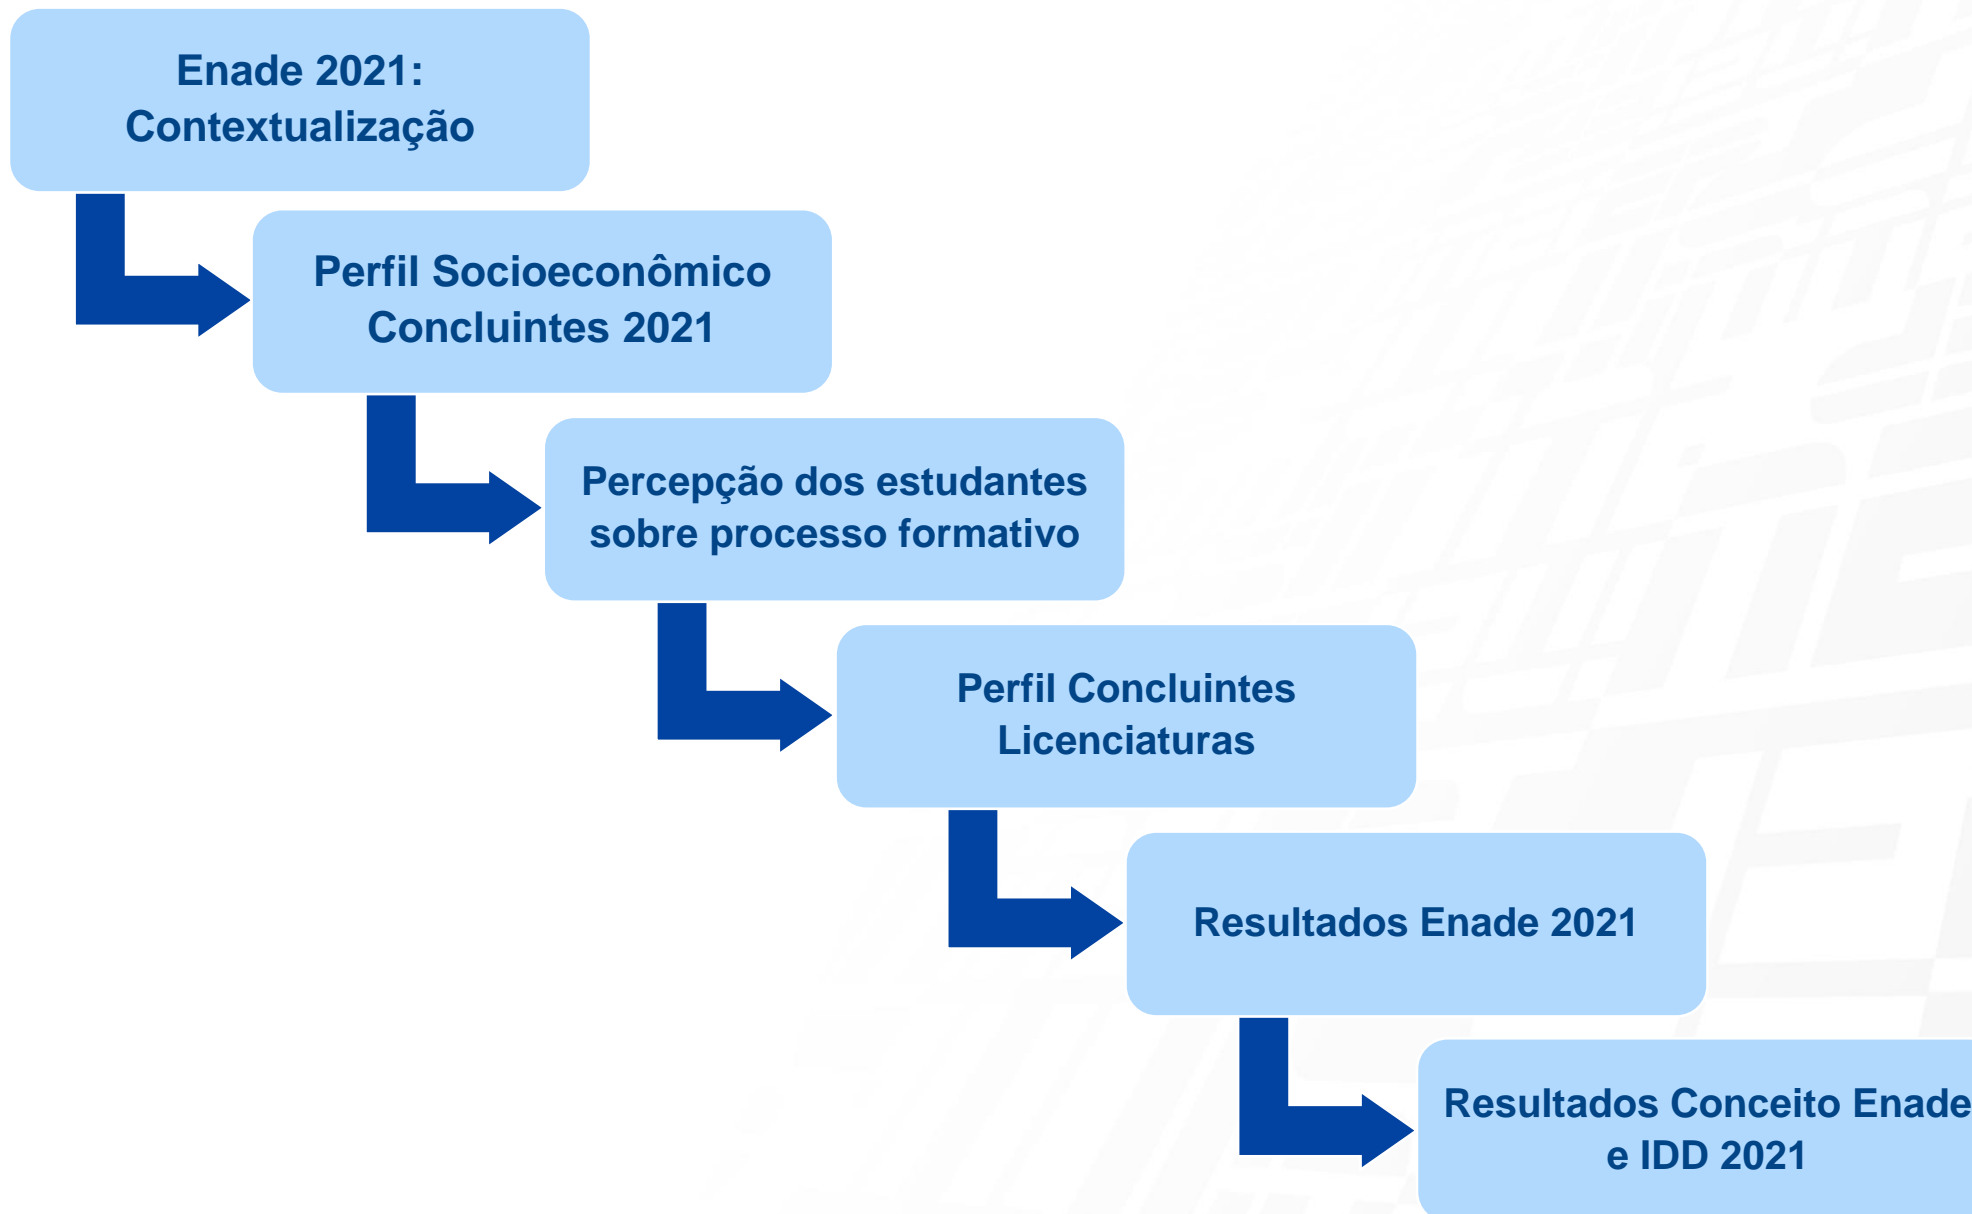 Enade 2021:
Contextualização
Perfil Socioeconômico
Concluintes 2021
Percepção dos estudantes
sobre processo formativo
Perfil Concluintes
Licenciaturas
Resultados Enade 2021
Resultados Conceito Enade
e IDD 2021